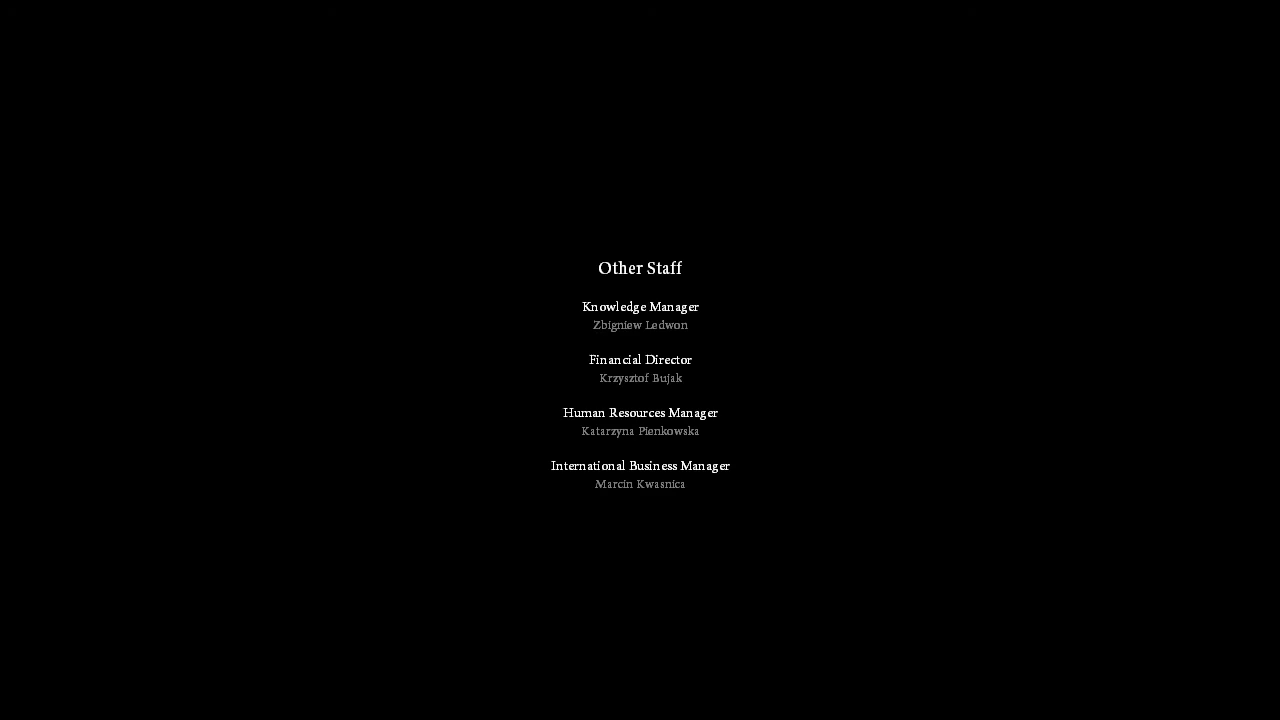 Other Staff
Knowledge Manager
Zbigniew Ledwon
Financial Director
Krzysztof Bujak
Human Resources Manager
Katarzyna Pienkowska
International Business Manager
Marcin Kwasnica